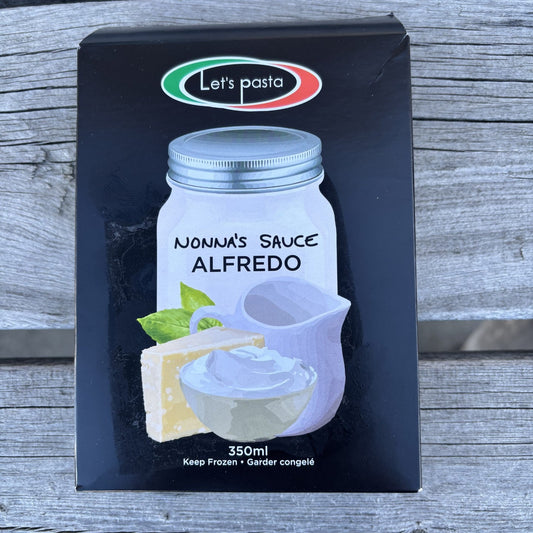 Let's pasta
NONNA'S SAUCE
ALFREDO
350ml
Keep Frozen • Garder congelé